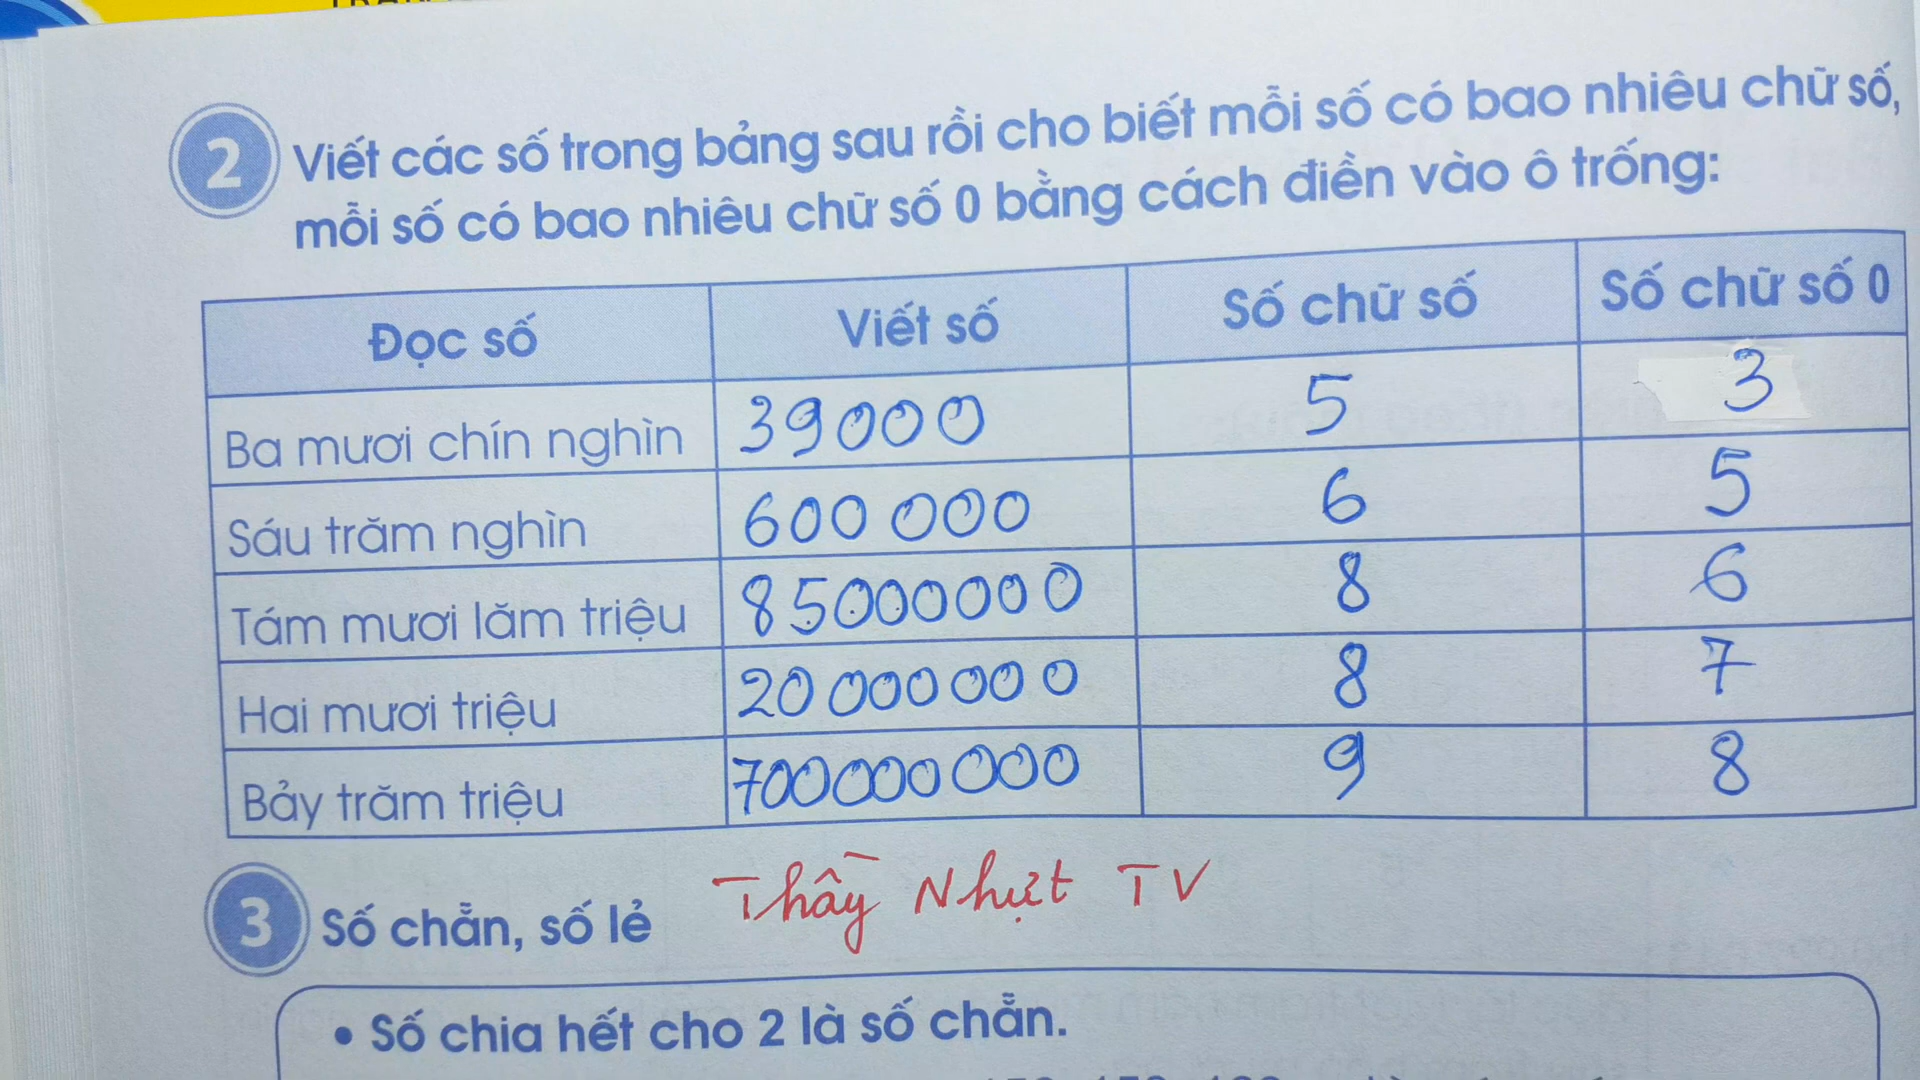 2 Viết các số trong bảng sau rồi cho biết mỗi số có bao nhiêu chữ số,
mỗi số có bao nhiêu chữ số 0 bằng cách điền vào ô trống:
Đọc số Viết số Số chữ số Số chữ số 0
Ba mươi chín nghìn 39000 5 3
Sáu trăm nghìn 600 000 6 5
Tám mươi lăm triệu 85000000 8 6
Hai mươi triệu 20 000 000 8 7
Bảy trăm triệu 700000000 9 8
3 Số chẵn, số lẻ Thầy Nhựt TV
• Số chia hết cho 2 là số chẵn.